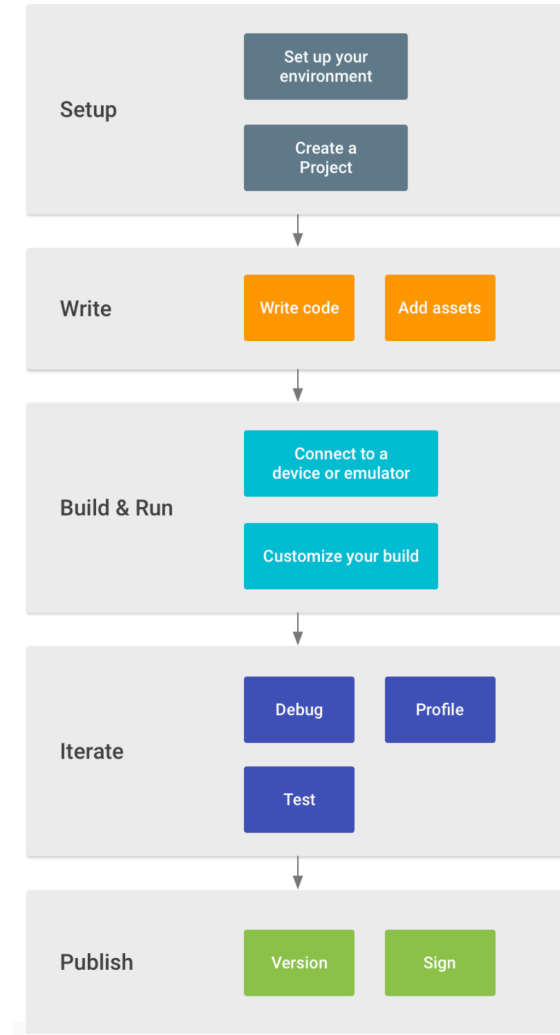 Setup
Set up your
environment
Create a
Project
Write
Write code
Add assets
Build & Run
Connect to a
device or emulator
Customize your build
Iterate
Debug
Profile
Test
Publish
Version
Sign